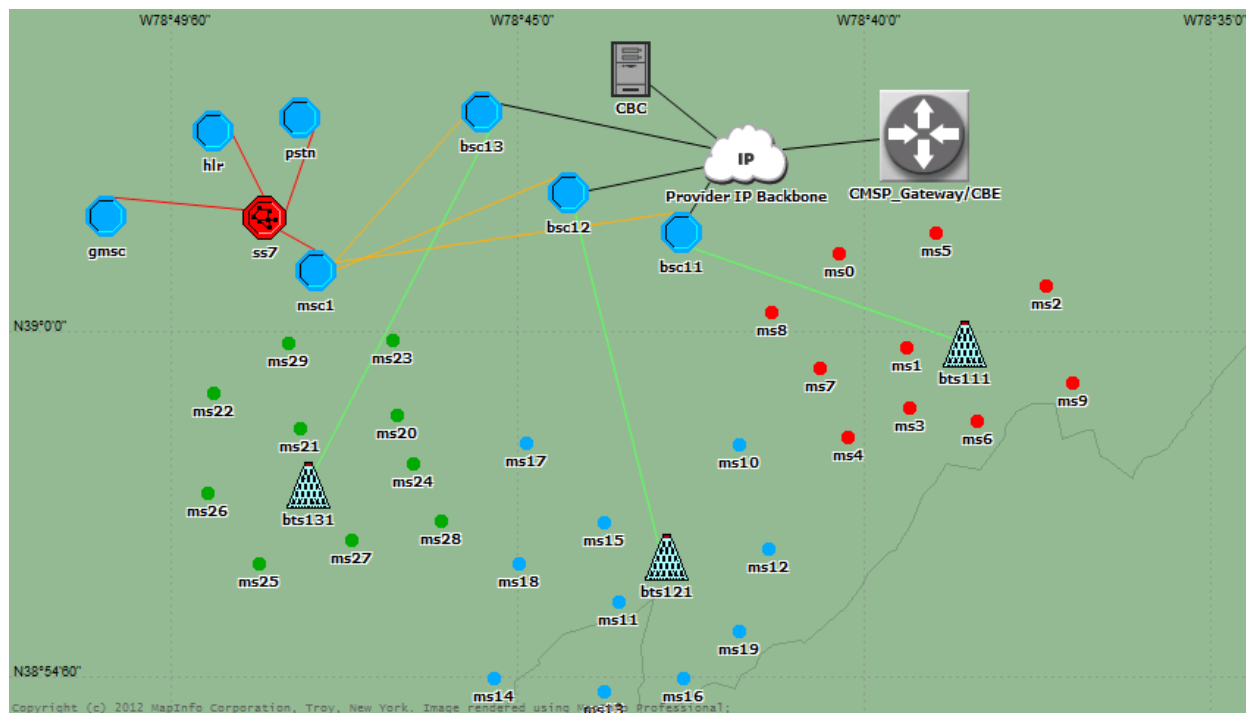 W78°49'60" W78°45'0" W78°40'0" W78°35'0"
CBC
hlr
pstn
bsc13
IP
Provider IP Backbone
CMSP_Gateway/CBE
gmsc
ss7
bsc12
bsc11
msc1
ms0
ms5
ms2
N39°0'0"
ms8
ms29
ms23
ms1
bts111
ms7
ms9
ms22
ms20
ms3
ms6
ms21
ms4
ms17
ms10
ms24
ms26
bts131
ms28
ms15
ms27
ms12
ms25
ms18
bts121
ms11
ms19
N38°54'60"
ms14
ms13
ms16
Copyright (c) 2012 MapInfo Corporation, Troy, New York. Image rendered using Professional;